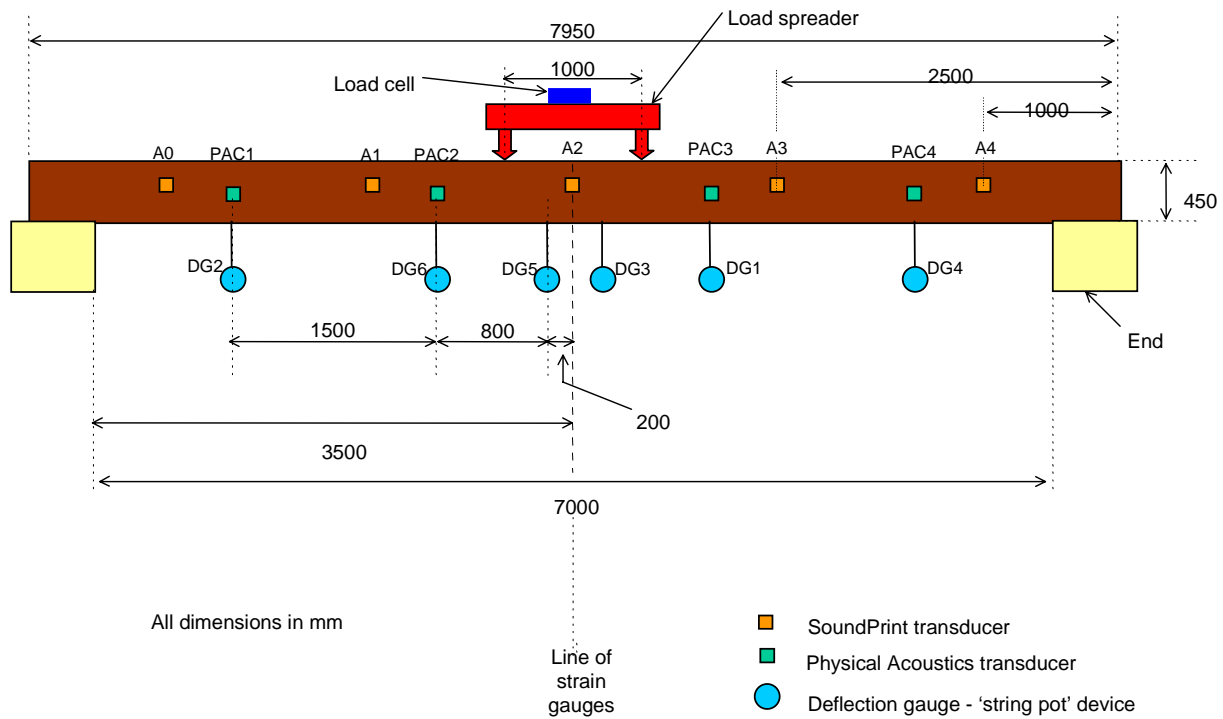 Load spreader
7950
1000
2500
Load cell
1000
A0
PAC1
A1
PAC2
A2
PAC3
A3
PAC4
A4
450
DG2
DG6
DG5
DG3
DG1
DG4
1500
800
End
200
3500
7000
All dimensions in mm
SoundPrint transducer
Line of
strain
gauges
Physical Acoustics transducer
Deflection gauge - ‘string pot’ device